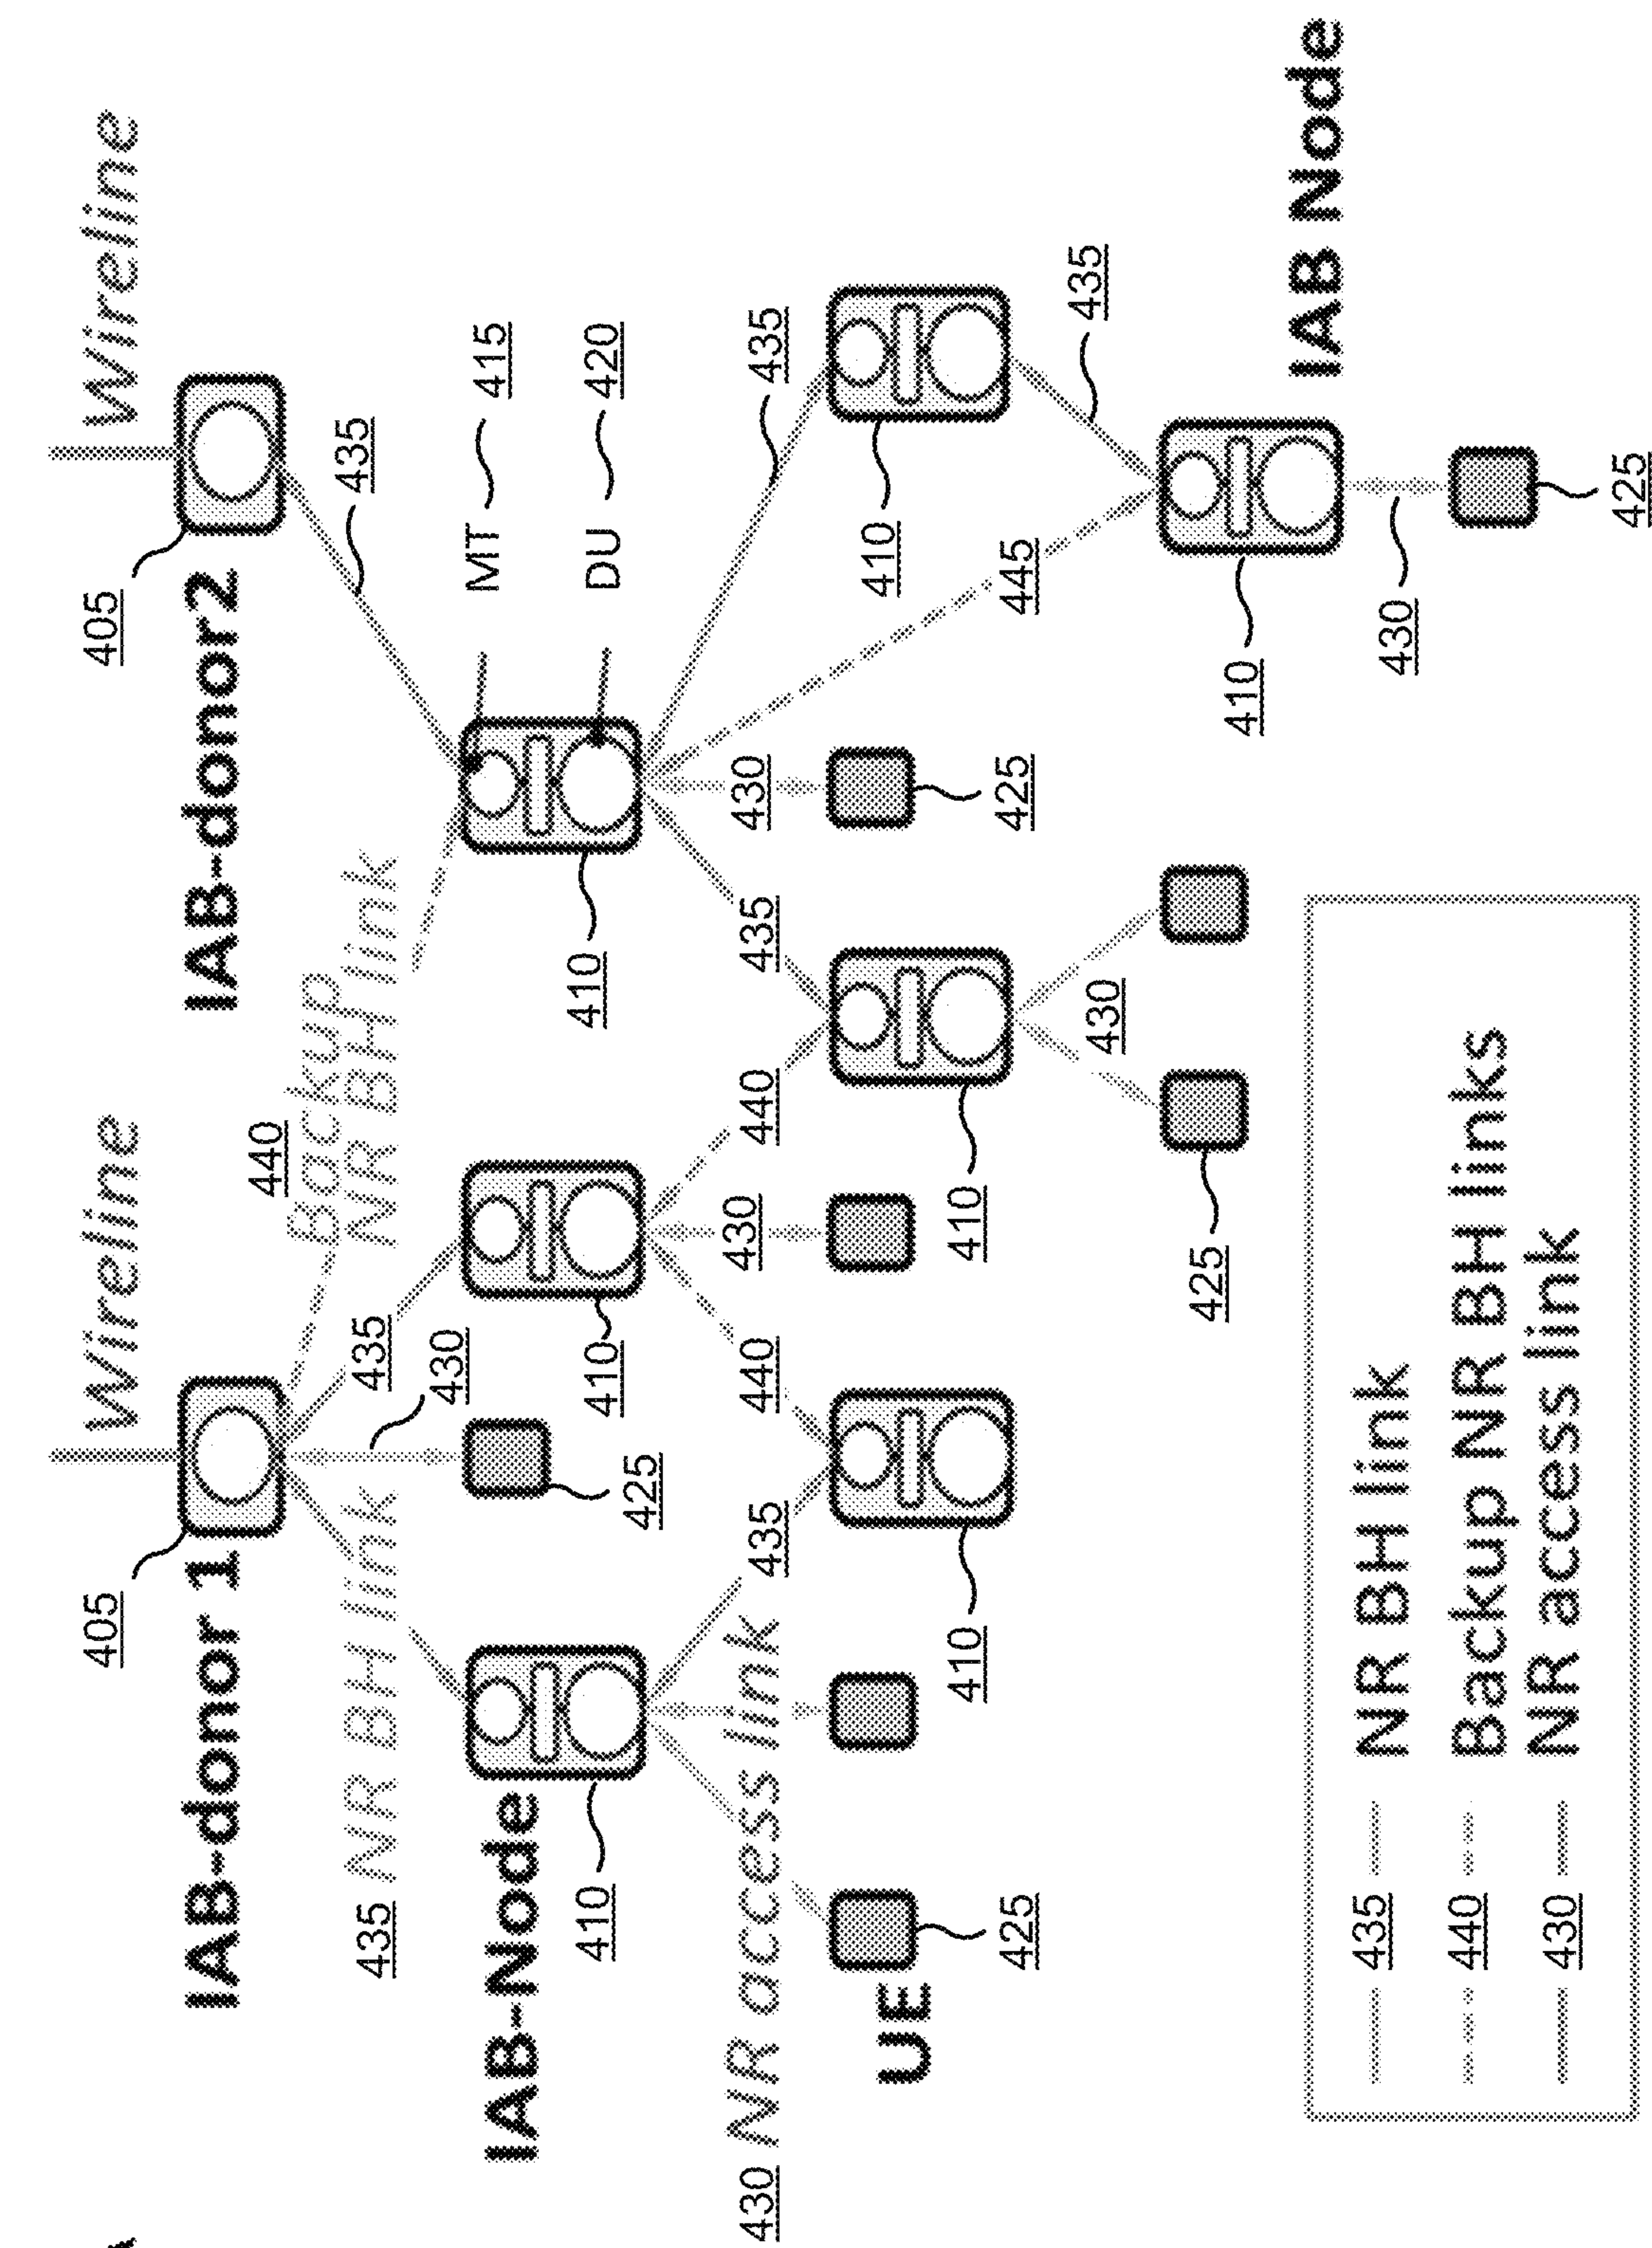 Wireline
Wireline
405
405
IAB-donor 1
IAB-donor2
440
Backup
NR BH link
435 NR BH link
435
435
430
IAB-Node
MT
415
410
425
410
410
DU
420
430 NR access link
435
440
430
440
435
430
435
UE
425
410
410
425
410
445
435
430
425
410
430
IAB Node
425
435
NR BH link
440
Backup NR BH links
430
NR access link